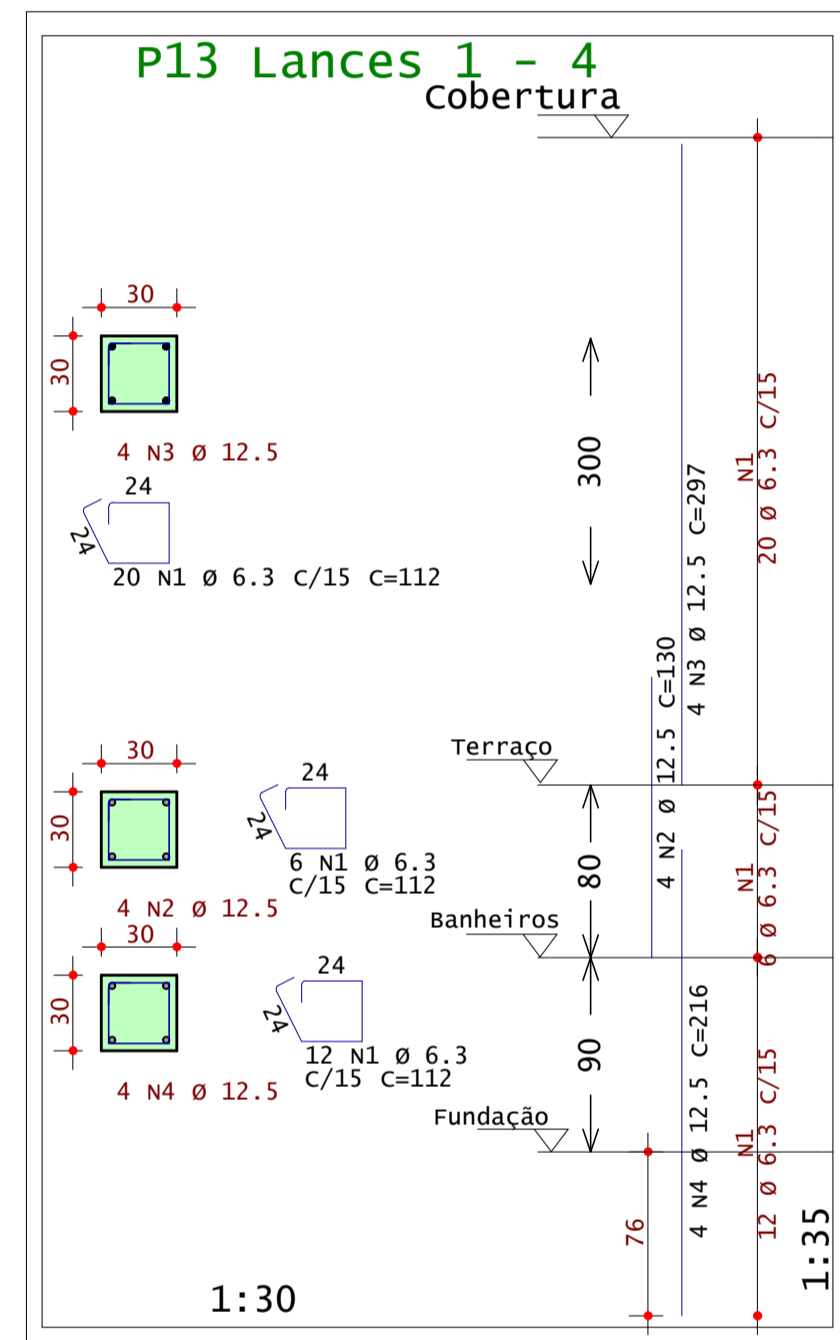 P13 Lances 1 - 4
Cobertura
30
30
4 N3 Ø 12.5
24
24
20 N1 Ø 6.3 C/15 C=112
300
4 N3 Ø 12.5 C=297
N1
20 Ø 6.3 C/15
Terraço
30
30
4 N2 Ø 12.5
24
24
6 N1 Ø 6.3
C/15 C=112
80
4 N2 Ø 12.5 C=130
N1
6 Ø 6.3 C/15
Banheiros
30
30
4 N4 Ø 12.5
24
24
12 N1 Ø 6.3
C/15 C=112
90
4 N4 Ø 12.5 C=216
N1
12 Ø 6.3 C/15
Fundação
76
1:30
1:35